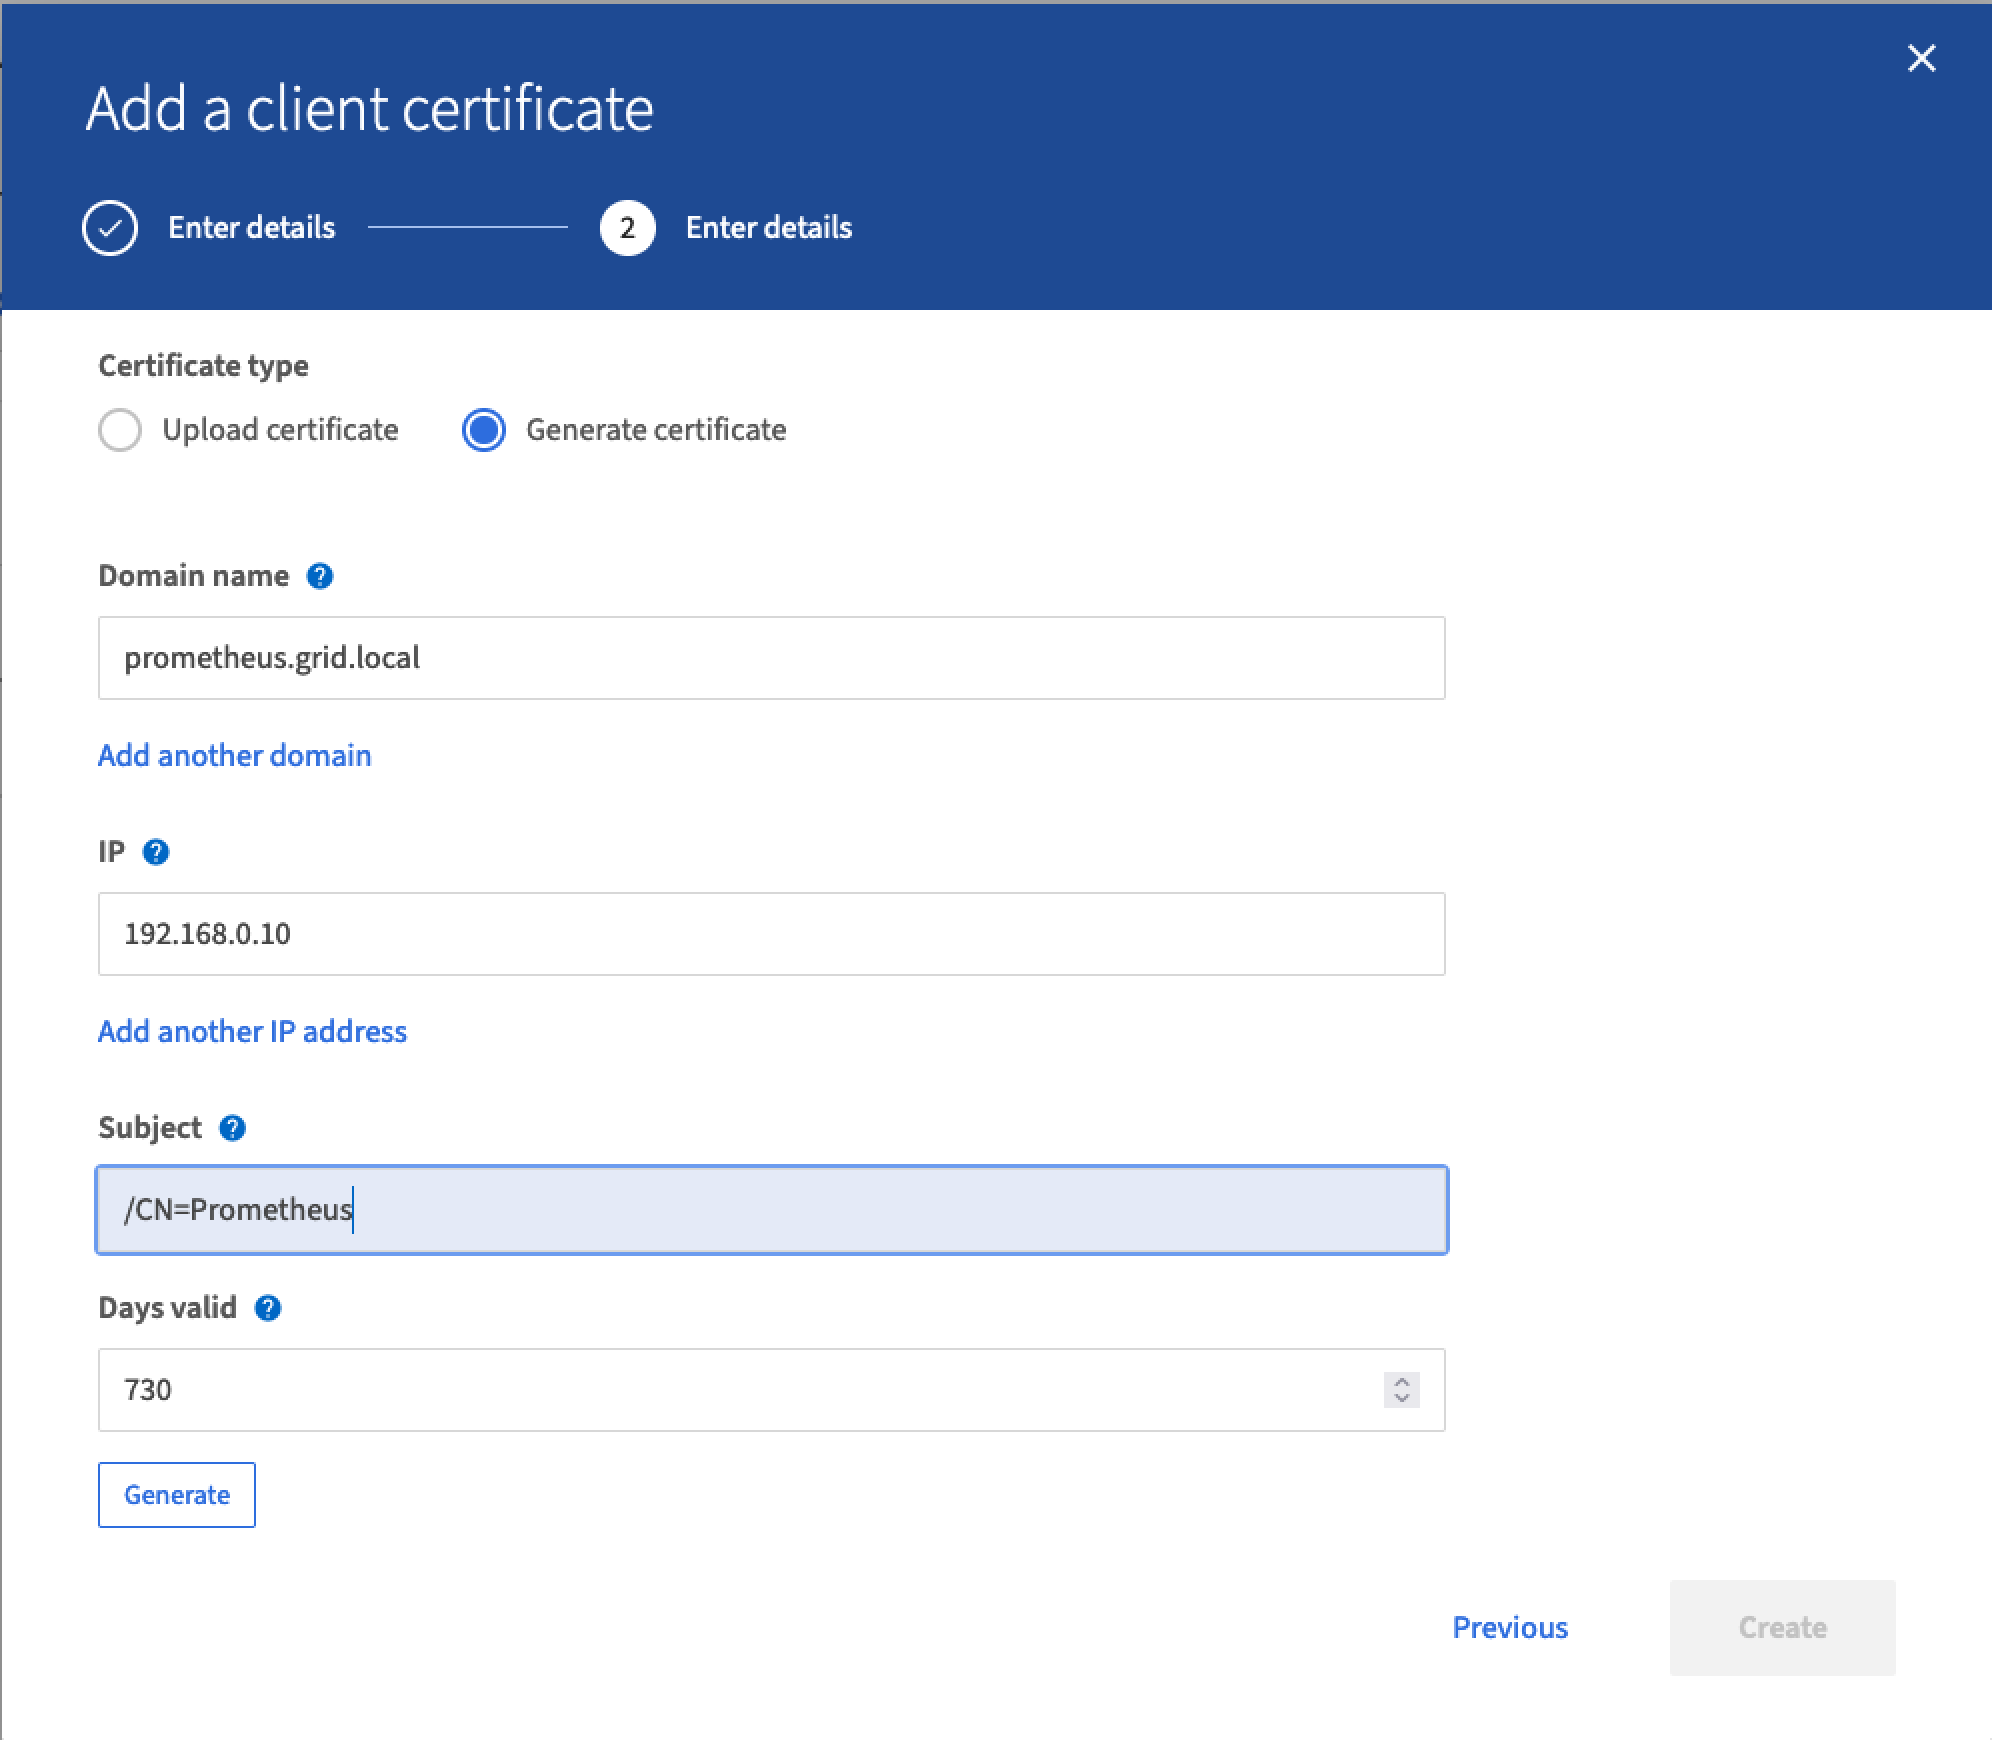 Add a client certificate
Enter details 2 Enter details
Certificate type
Upload certificate Generate certificate
Domain name ?
prometheus.grid.local
Add another domain
IP ?
192.168.0.10
Add another IP address
Subject ?
/CN=Prometheus
Days valid ?
730
Generate
Previous Create